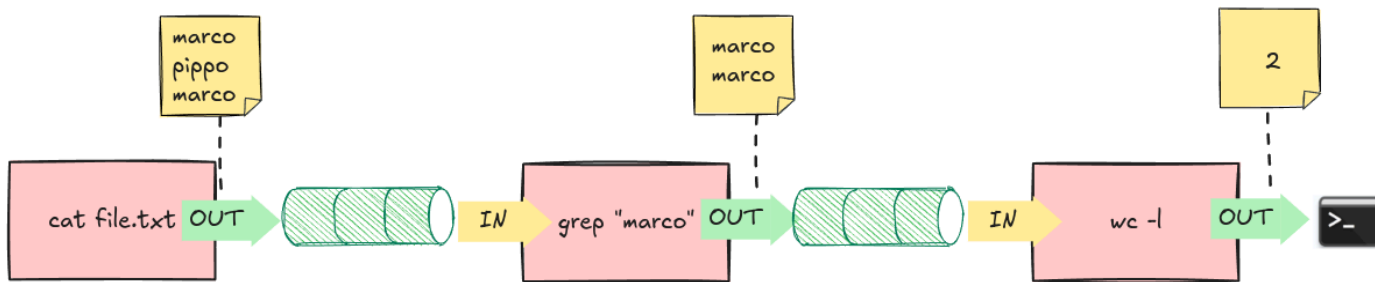 marco
pippo
marco
marco
marco
2
cat file.txt
OUT
IN
grep "marco"
OUT
IN
wc -l
OUT
>_